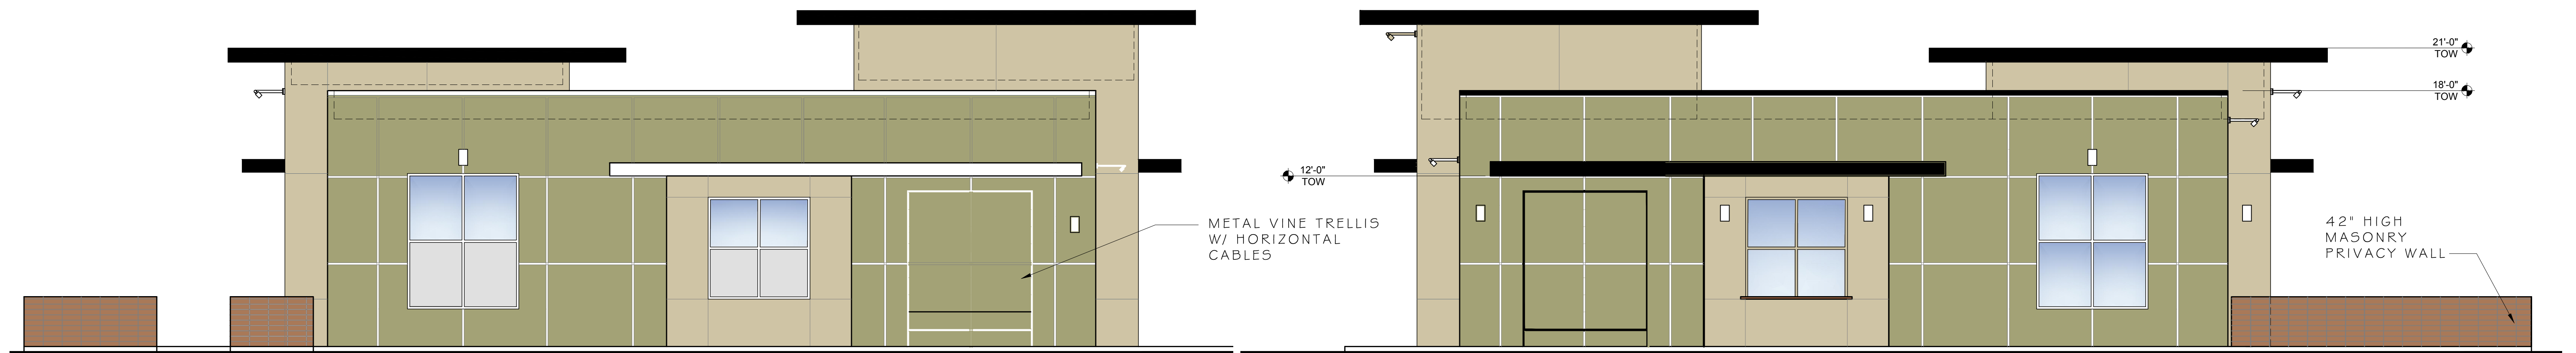 METAL VINE TRELLIS
W/ HORIZONTAL
CABLES
12'-0"
TOW
21'-0"
TOW
18'-0"
TOW
42" HIGH
MASONRY
PRIVACY WALL